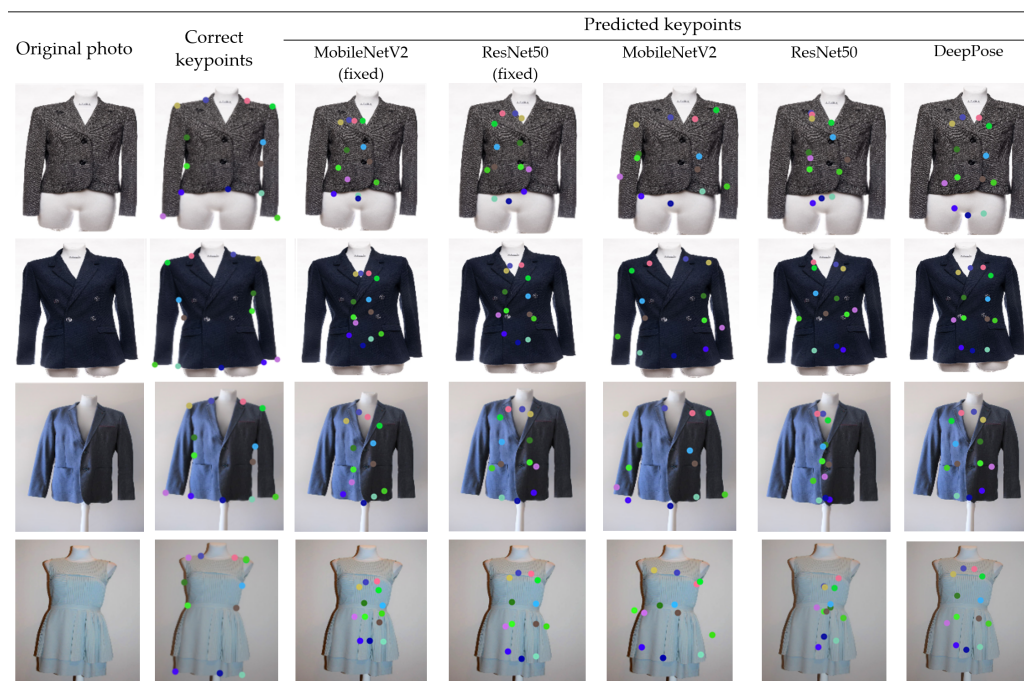 Predicted keypoints
Original photo
Correct
keypoints
MobileNetV2
(fixed)
ResNet50
(fixed)
MobileNetV2
ResNet50
DeepPose